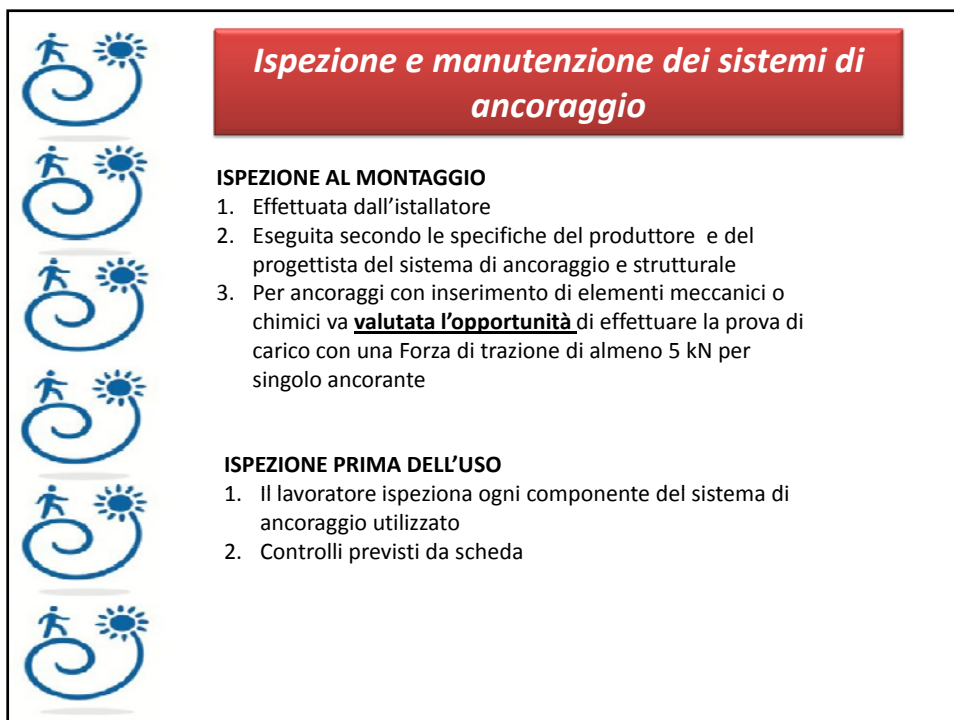 Ispezione e manutenzione dei sistemi di
ancoraggio
ISPEZIONE AL MONTAGGIO
1. Effettuata dall'istallatore
2. Eseguita secondo le specifiche del produttore e del
progettista del sistema di ancoraggio e strutturale
3. Per ancoraggi con inserimento di elementi meccanici o
chimici va valutata l'opportunità di effettuare la prova di
carico con una Forza di trazione di almeno 5 kN per
singolo ancorante
ISPEZIONE PRIMA DELL'USO
1. Il lavoratore ispeziona ogni componente del sistema di
ancoraggio utilizzato
2. Controlli previsti da scheda